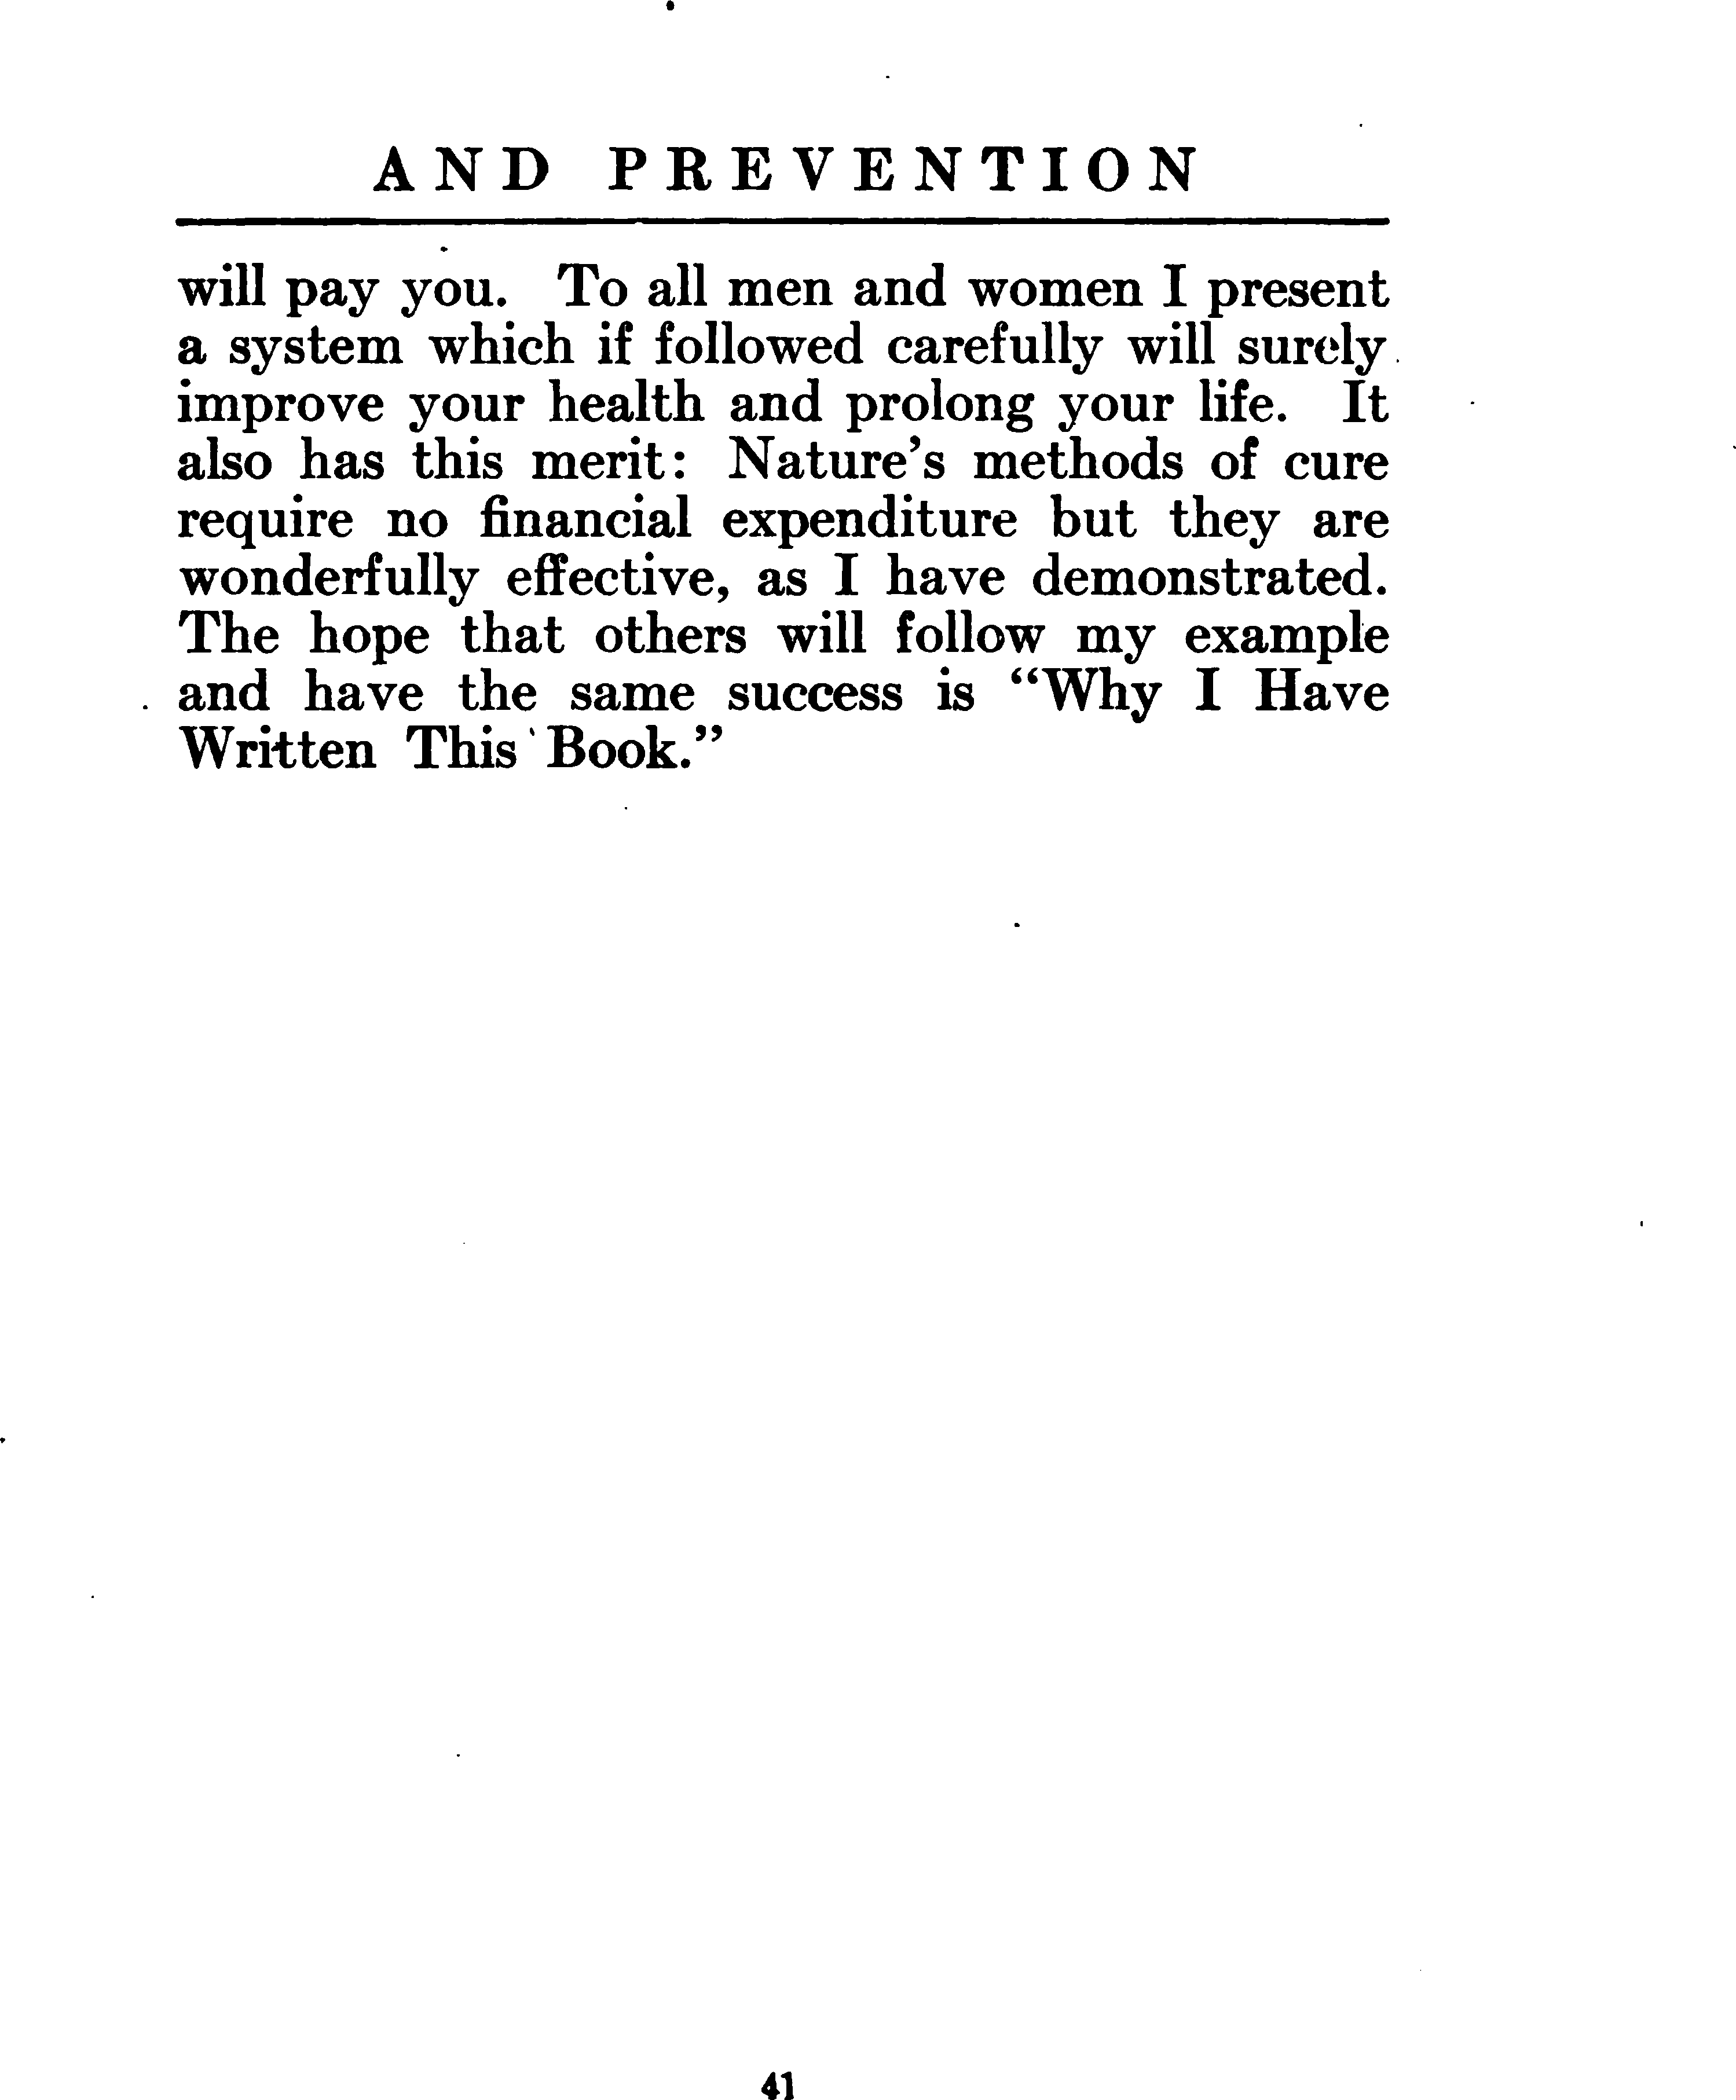 AND PREVENTION
will pay you. To all men and women I present
a system which if followed carefully will surely
improve your health and prolong your life. It
also has this merit: Nature's methods of cure
require no financial expenditure but they are
wonderfully effective, as I have demonstrated.
The hope that others will follow my example
and have the same success is “Why I Have
Written This Book.”
41